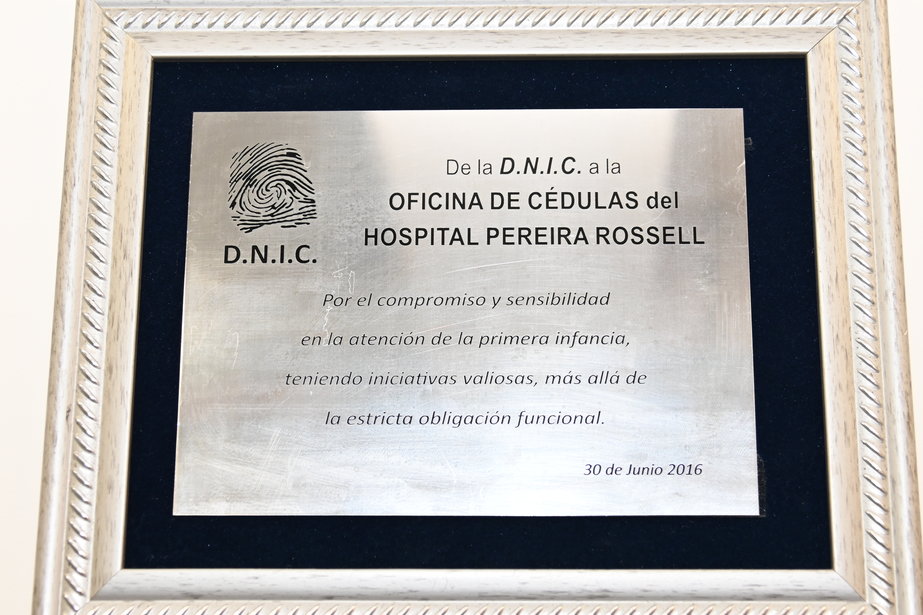 D.N.I.C.
De la D.N.I.C. a la
OFICINA DE CÉDULAS del
HOSPITAL PEREIRA ROSSELL
Por el compromiso y sensibilidad
en la atención de la primera infancia,
teniendo iniciativas valiosas, más allá de
la estricta obligación funcional.
30 de Junio 2016